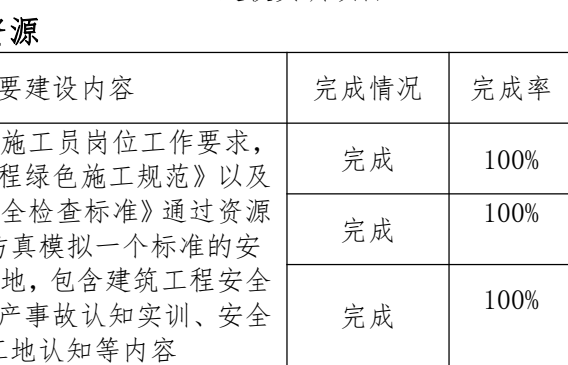 源
要建设内容 完成情况 完成率
施工员岗位工作要求，
程绿色施工规范》以及
全检查标准》通过资源
真模拟一个标准的安
地，包含建筑工程安全
产事故认知实训、安全
工地认知等内容
完成 100%
完成 100%
完成 100%